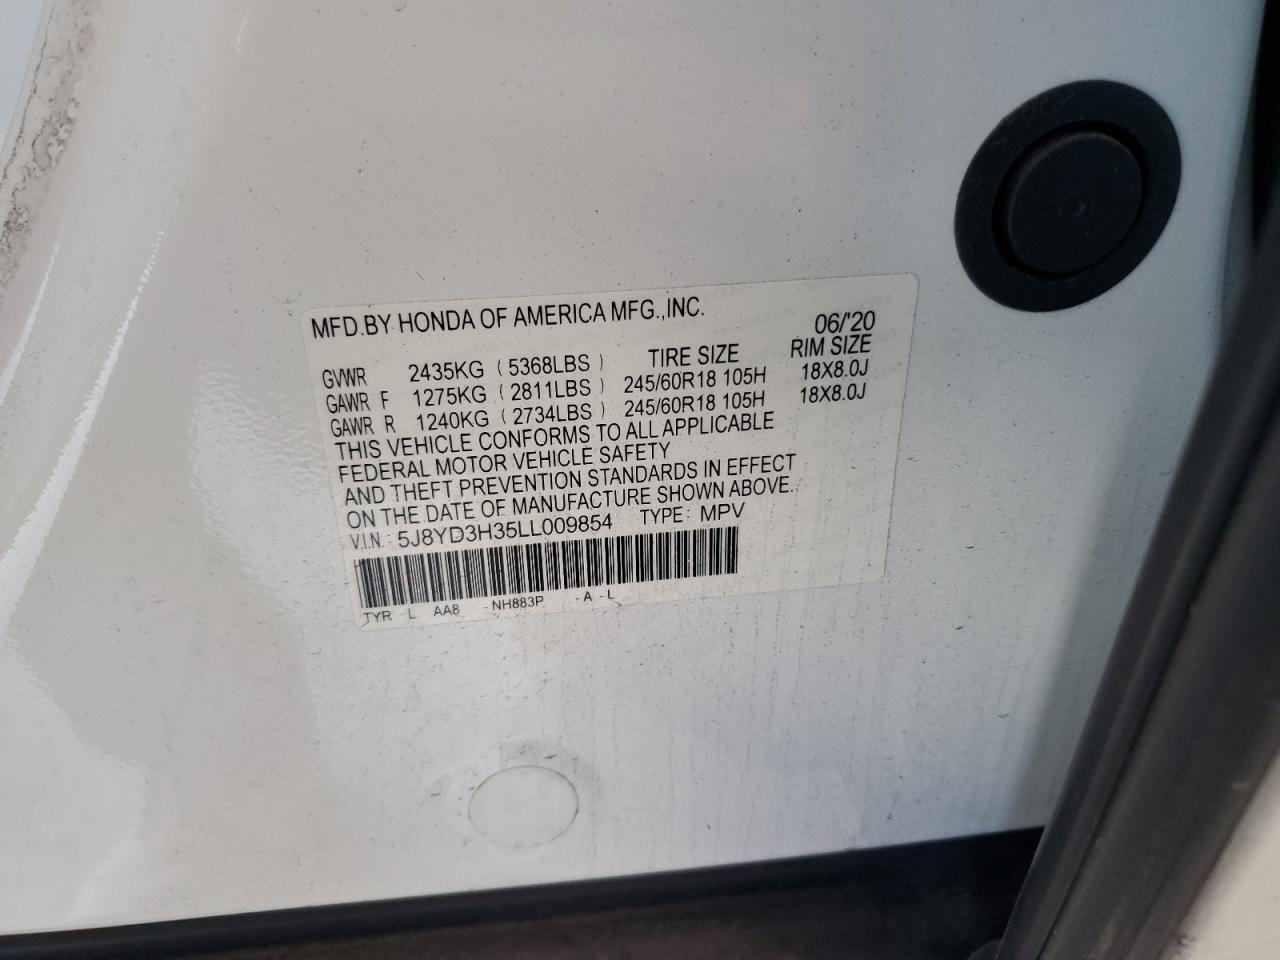 MFD.BY HONDA OF AMERICA MFG.,INC. 06/'20
GVWR 2435KG ( 5368LBS ) TIRE SIZE RIM SIZE
GAWR F 1275KG ( 2811LBS ) 245/60R18 105H 18X8.0J
GAWR R 1240KG ( 2734LBS ) 245/60R18 105H 18X8.0J
THIS VEHICLE CONFORMS TO ALL APPLICABLE
FEDERAL MOTOR VEHICLE SAFETY
AND THEFT PREVENTION STANDARDS IN EFFECT
ON THE DATE OF MANUFACTURE SHOWN ABOVE.
V.I.N.: 5J8YD3H35LL009854 TYPE: MPV
TYR L AA8 -NH883P -A-L